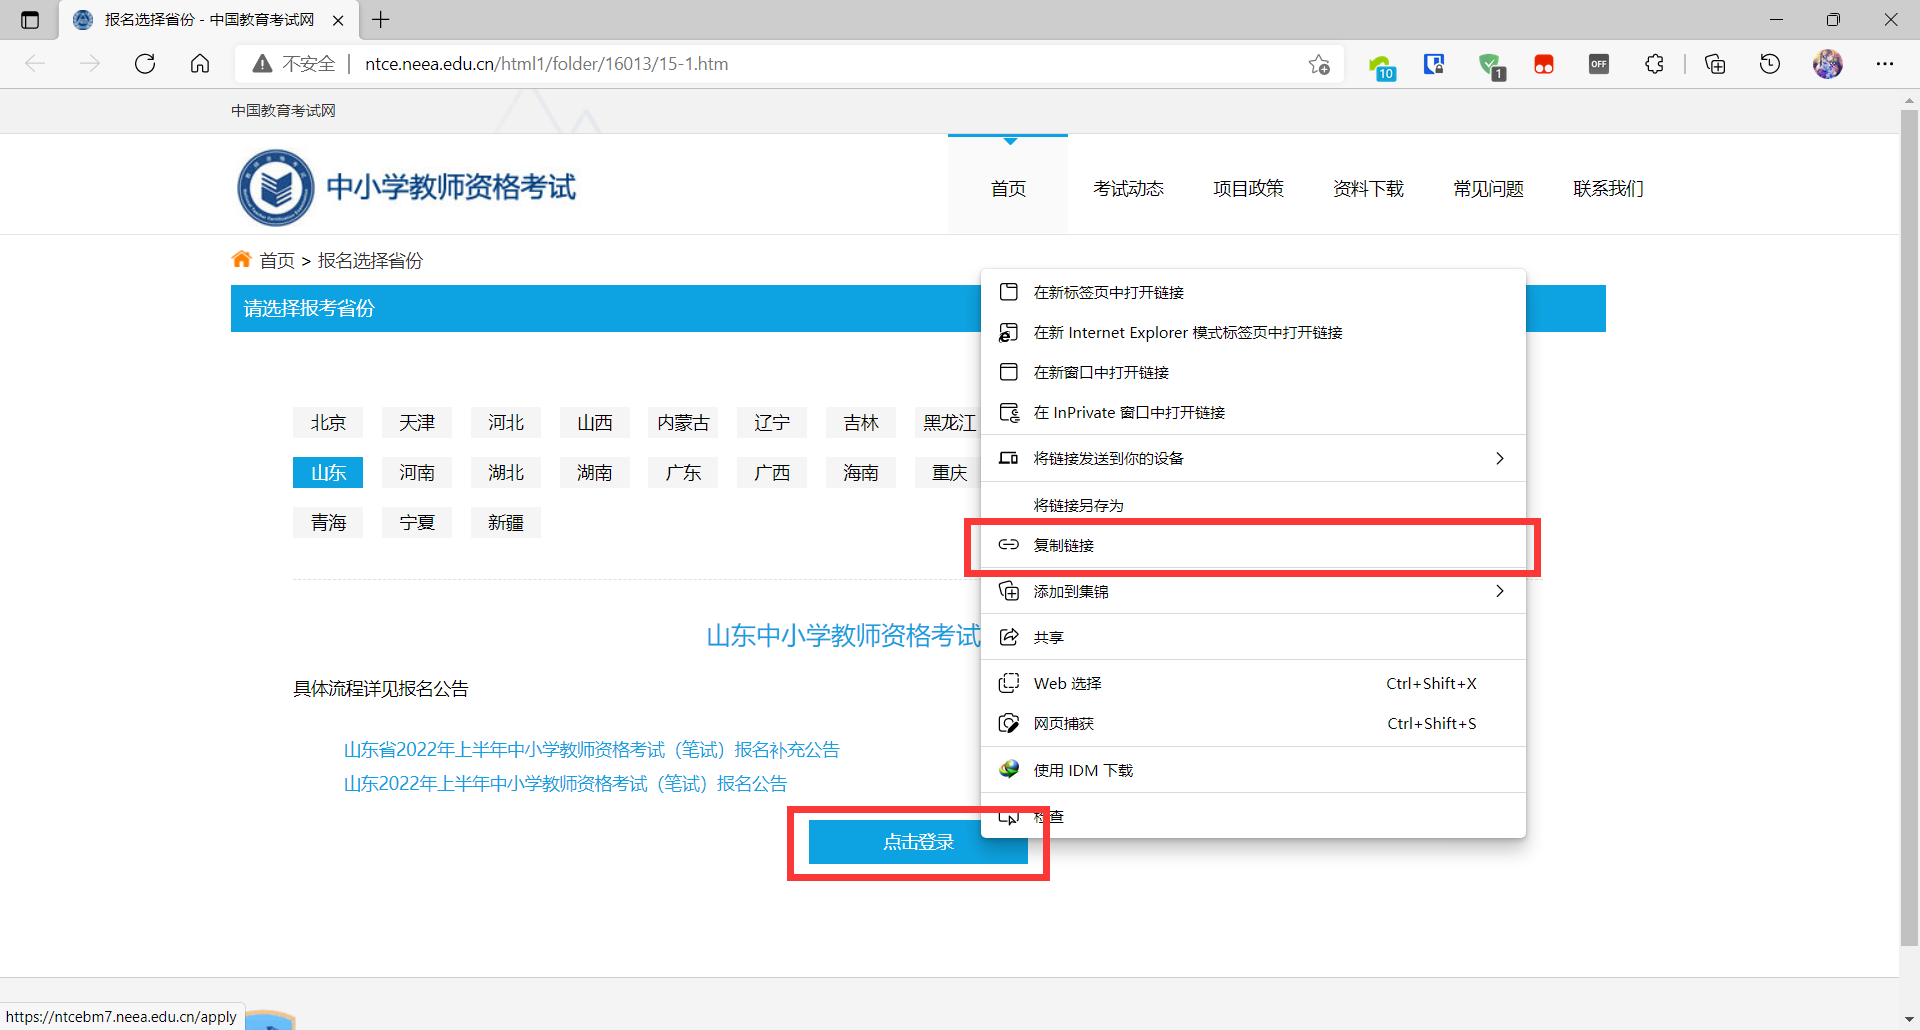 报名选择省份 - 中国教育考试网
不安全
ntce.neea.edu.cn/html1/folder/16013/15-1.htm
10
1
OFF
中国教育考试网
中小学教师资格考试
首页
考试动态
项目政策
资料下载
常见问题
联系我们
首页 > 报名选择省份
请选择报考省份
北京 天津 河北 山西 内蒙古 辽宁 吉林 黑龙江
山东 河南 湖北 湖南 广东 广西 海南 重庆
青海 宁夏 新疆
山东中小学教师资格考试
具体流程详见报名公告
山东省2022年上半年中小学教师资格考试（笔试）报名补充公告
山东2022年上半年中小学教师资格考试（笔试）报名公告
点击登录
在新标签页中打开链接
在新 Internet Explorer 模式标签页中打开链接
在新窗口中打开链接
在 InPrivate 窗口中打开链接
将链接发送到你的设备
将链接另存为
复制链接
添加到集锦
共享
Web 选择 Ctrl+Shift+X
网页捕获 Ctrl+Shift+S
使用 IDM 下载
检查
https://ntcebm7.neea.edu.cn/apply